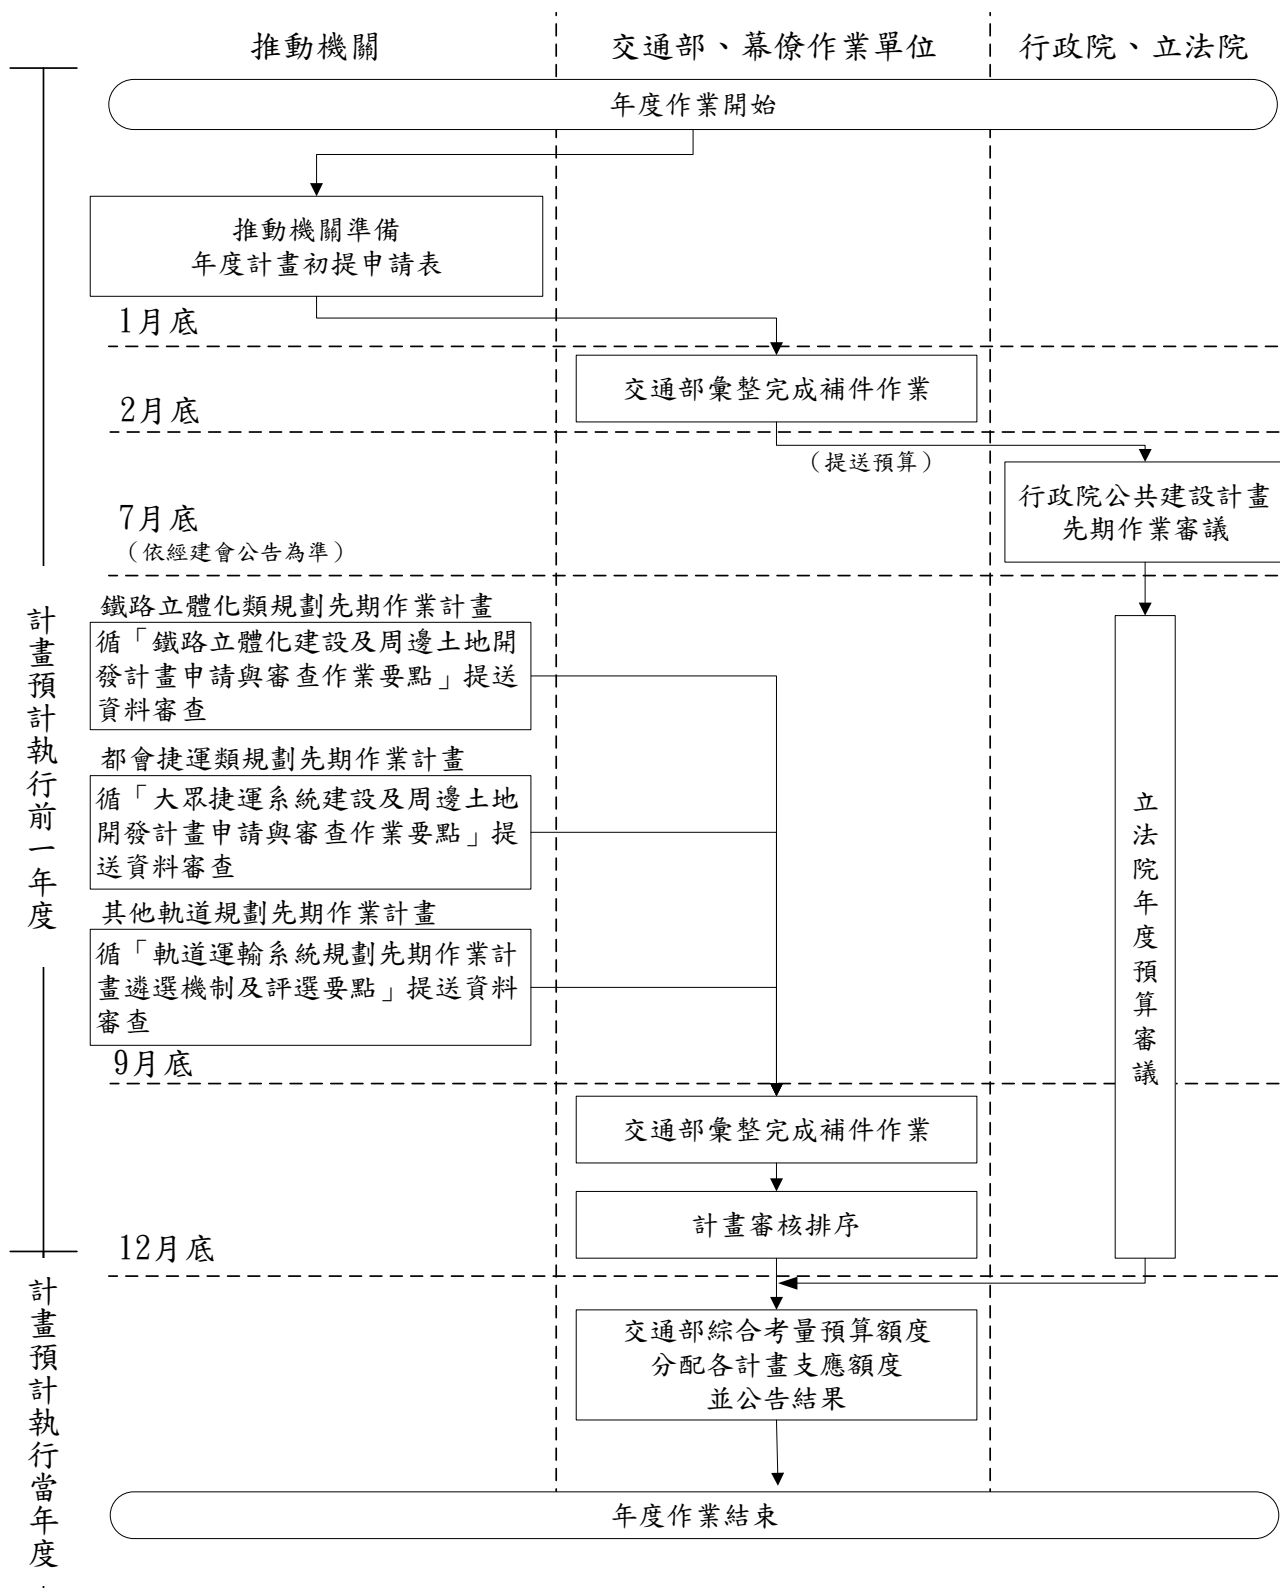 推動機關
交通部、幕僚作業單位
行政院、立法院
年度作業開始
推動機關準備
年度計畫初提申請表
1月底
交通部彙整完成補件作業
2月底
（提送預算）
行政院公共建設計畫
先期作業審議
7月底
（依經建會公告為準）
鐵路立體化類規劃先期作業計畫
循「鐵路立體化建設及周邊土地開
發計畫申請與審查作業要點」提送
資料審查
都會捷運類規劃先期作業計畫
循「大眾捷運系統建設及周邊土地
開發計畫申請與審查作業要點」提
送資料審查
其他軌道規劃先期作業計畫
循「軌道運輸系統規劃先期作業計
畫遴選機制及評選要點」提送資料
審查
立法院年度預算審議
9月底
交通部彙整完成補件作業
計畫審核排序
12月底
計畫預計執行前一年度
交通部綜合考量預算額度
分配各計畫支應額度
並公告結果
計畫預計執行當年度
年度作業結束